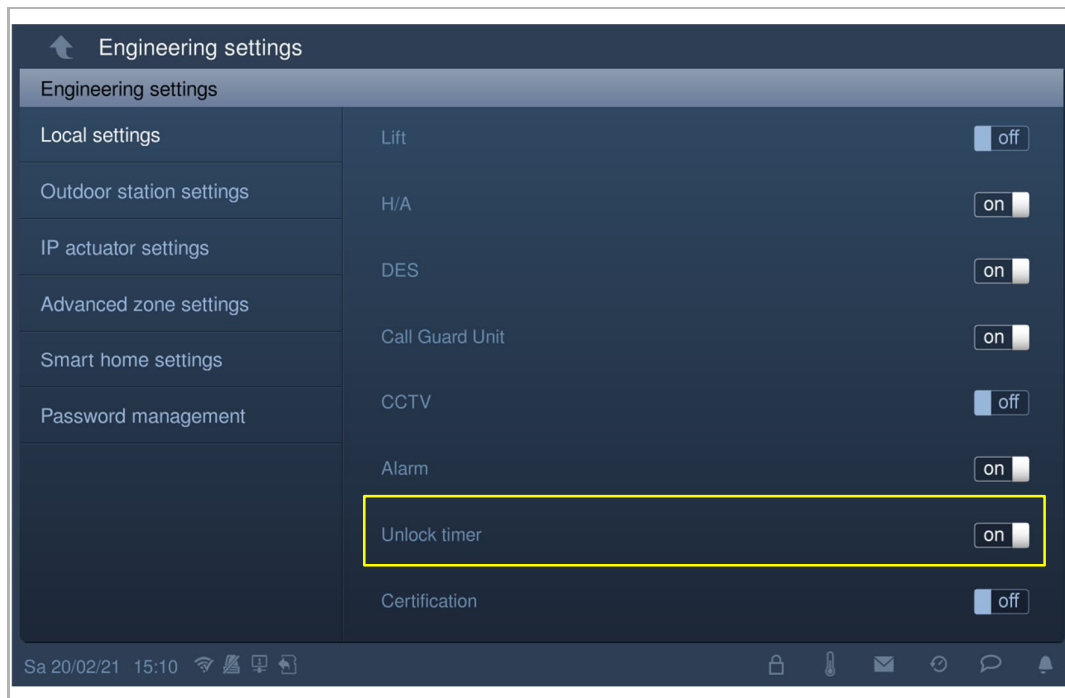 Engineering settings
Engineering settings
Local settings
Outdoor station settings
IP actuator settings
Advanced zone settings
Smart home settings
Password management
Lift off
H/A on
DES on
Call Guard Unit on
CCTV off
Alarm on
Unlock timer on
Certification off
Sa 20/02/21 15:10